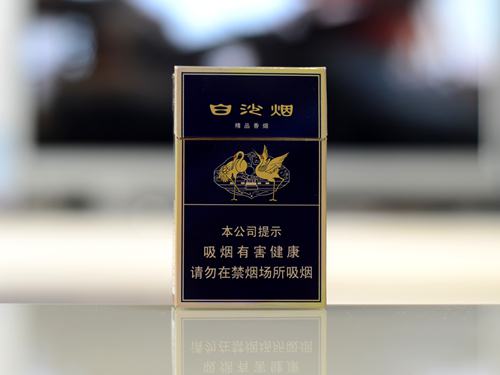 白沙烟
精品香烟
本公司提示
吸烟有害健康
请勿在禁烟场所吸烟